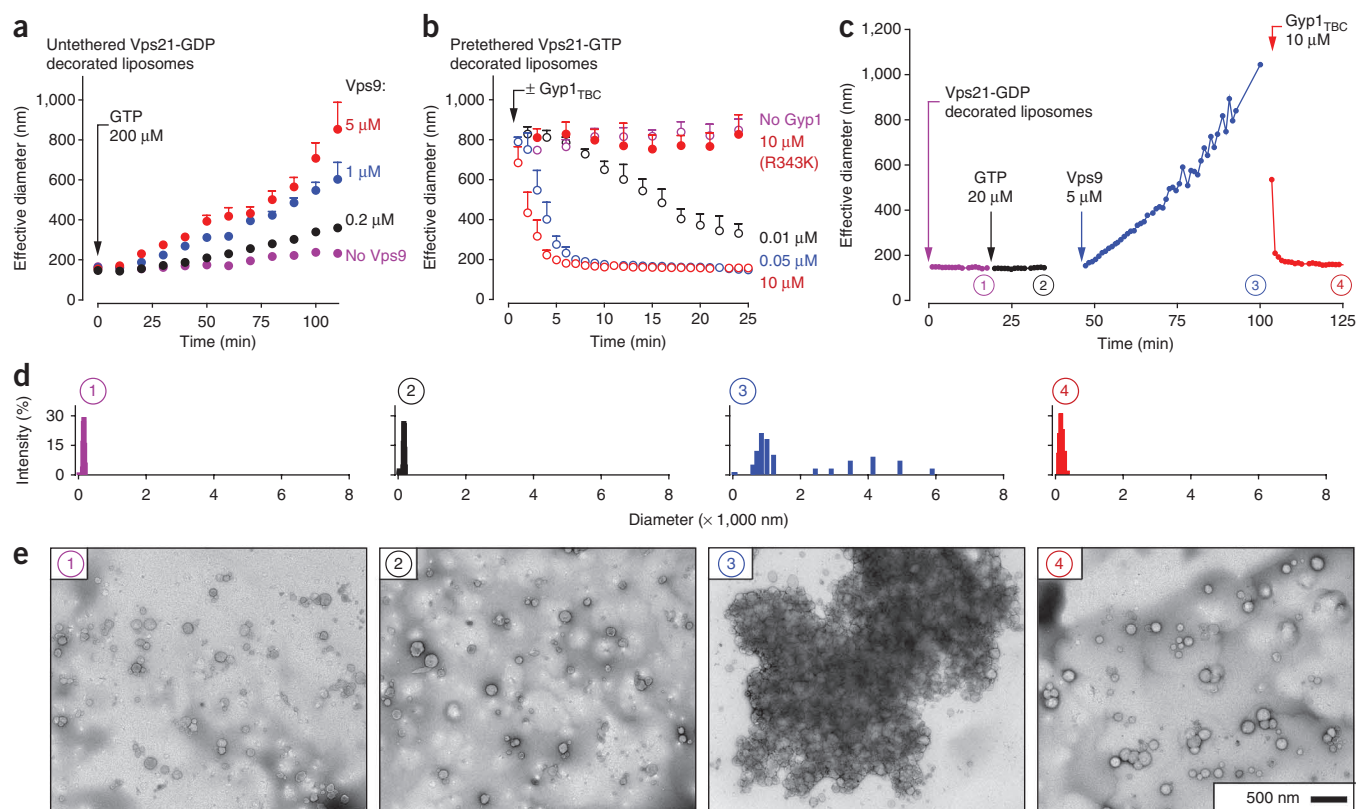 a
Untethered Vps21-GDP
decorated liposomes
Vps9:
GTP
200 μM
5 μM
1 μM
0.2 μM
No Vps9
1,000
800
600
400
200
0
Effective diameter (nm)
0 25 50 75 100
Time (min)
b
Pretethered Vps21-GTP
decorated liposomes
± Gyp1TBC
No Gyp1
10 μM
(R343K)
0.01 μM
0.05 μM
10 μM
1,000
800
600
400
200
0
Effective diameter (nm)
0 5 10 15 20 25
Time (min)
c
Gyp1TBC
10 μM
Vps21-GDP
decorated liposomes
GTP
20 μM
Vps9
5 μM
1 2 3 4
1,200
1,000
800
600
400
200
0
Effective diameter (nm)
0 25 50 75 100 125
Time (min)
d
1 2 3 4
Intensity (%)
30
15
0
0 2 4 6 8
0 2 4 6 8
0 2 4 6 8
0 2 4 6 8
Diameter (× 1,000 nm)
e
1 2 3 4
500 nm